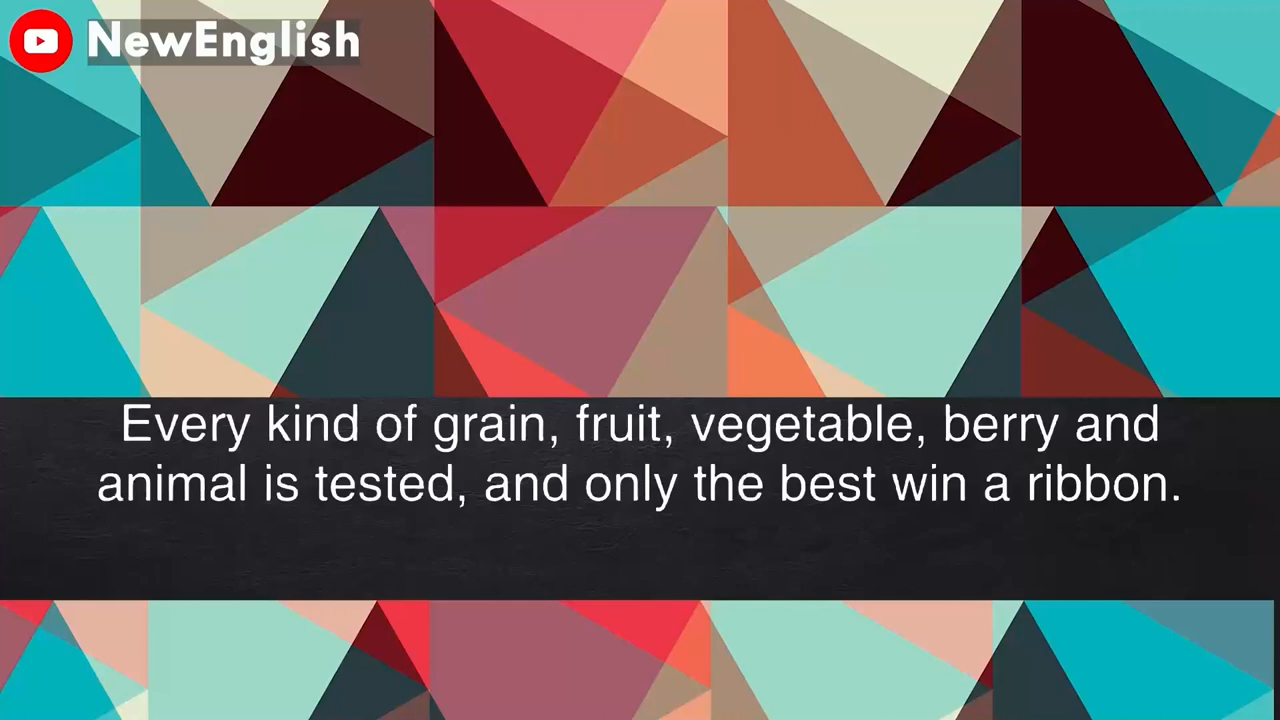 NewEnglish
Every kind of grain, fruit, vegetable, berry and
animal is tested, and only the best win a ribbon.